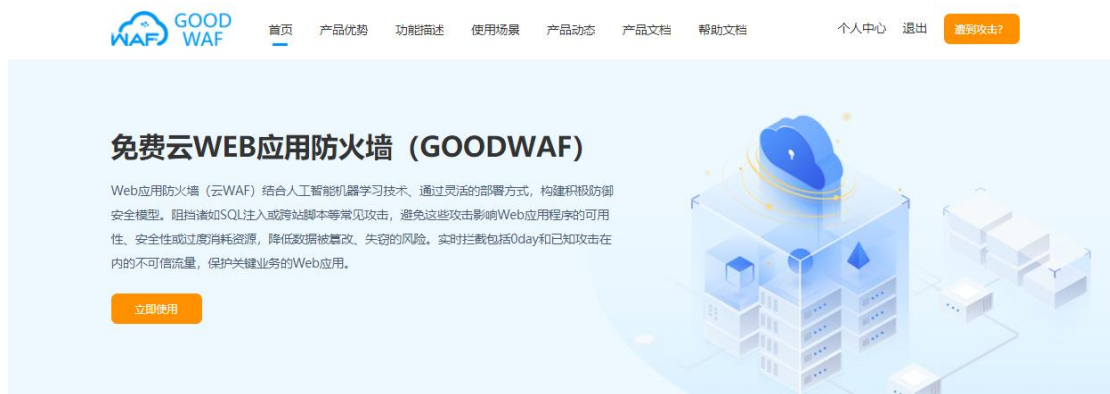 WAF
GOOD
WAF
首页 产品优势 功能描述 使用场景 产品动态 产品文档 帮助文档 个人中心 退出 遭到攻击?
免费云WEB应用防火墙（GOODWAF）
Web应用防火墙（云WAF）结合人工智能机器学习技术、通过灵活的部署方式，构建积极防御
安全模型。阻挡诸如SQL注入或跨站脚本等常见攻击，避免这些攻击影响Web应用程序的可用
性、安全性或过度消耗资源，降低数据被篡改、失窃的风险。实时拦截包括0day和已知攻击在
内的不可信流量，保护关键业务的Web应用。
立即使用